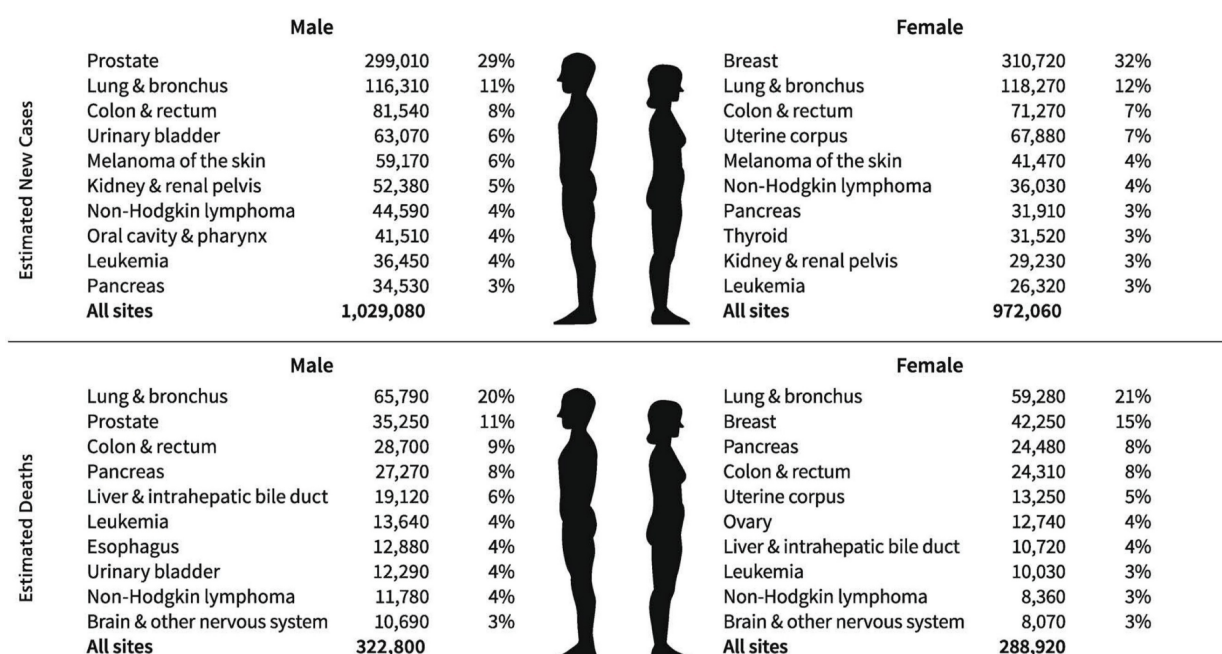 Male Female
Estimated New Cases
Prostate 299,010 29% Breast 310,720 32%
Lung & bronchus 116,310 11% Lung & bronchus 118,270 12%
Colon & rectum 81,540 8% Colon & rectum 71,270 7%
Urinary bladder 63,070 6% Uterine corpus 67,880 7%
Melanoma of the skin 59,170 6% Melanoma of the skin 41,470 4%
Kidney & renal pelvis 52,380 5% Non-Hodgkin lymphoma 36,030 4%
Non-Hodgkin lymphoma 44,590 4% Pancreas 31,910 3%
Oral cavity & pharynx 41,510 4% Thyroid 31,520 3%
Leukemia 36,450 4% Kidney & renal pelvis 29,230 3%
Pancreas 34,530 3% Leukemia 26,320 3%
All sites 1,029,080 All sites 972,060
Male Female
Estimated Deaths
Lung & bronchus 65,790 20% Lung & bronchus 59,280 21%
Prostate 35,250 11% Breast 42,250 15%
Colon & rectum 28,700 9% Pancreas 24,480 8%
Pancreas 27,270 8% Colon & rectum 24,310 8%
Liver & intrahepatic bile duct 19,120 6% Uterine corpus 13,250 5%
Leukemia 13,640 4% Ovary 12,740 4%
Esophagus 12,880 4% Liver & intrahepatic bile duct 10,720 4%
Urinary bladder 12,290 4% Leukemia 10,030 3%
Non-Hodgkin lymphoma 11,780 4% Non-Hodgkin lymphoma 8,360 3%
Brain & other nervous system 10,690 3% Brain & other nervous system 8,070 3%
All sites 322,800 All sites 288,920